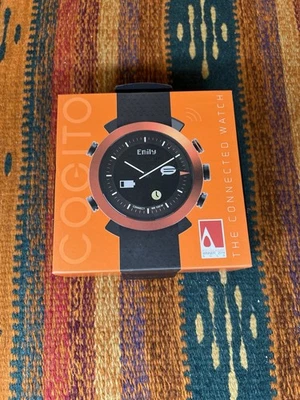 COGITO
Emily
THE CONNECTED WATCH